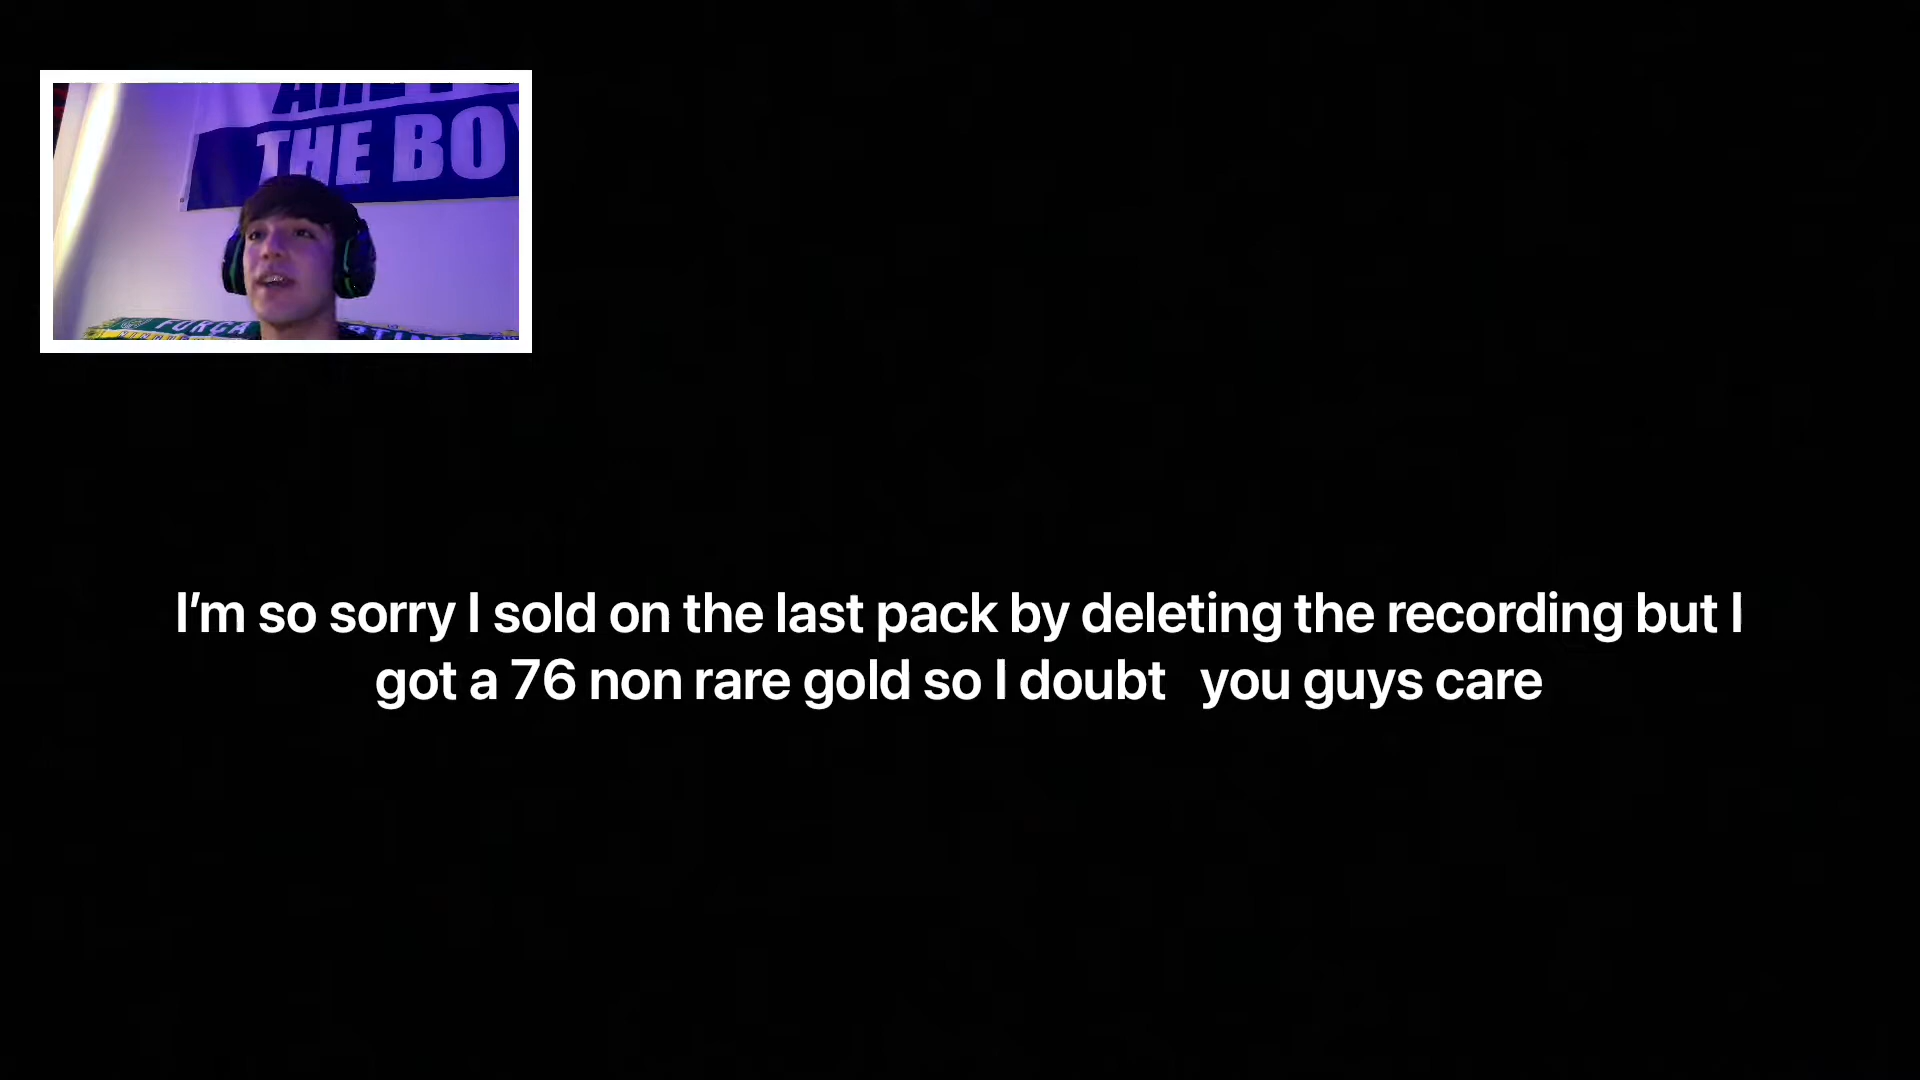 THE BO
FORÇA
I'm so sorry I sold on the last pack by deleting the recording but I
got a 76 non rare gold so I doubt you guys care